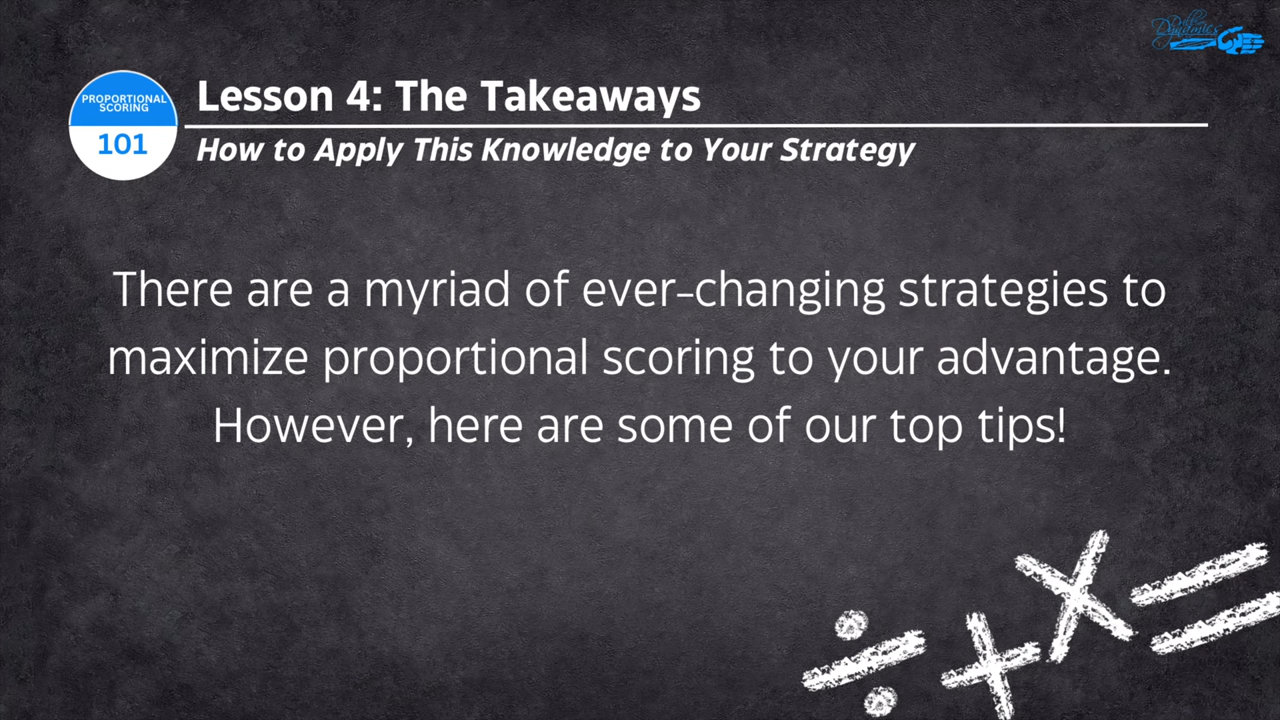 PROPORTIONAL
SCORING
101
Lesson 4: The Takeaways
How to Apply This Knowledge to Your Strategy
There are a myriad of ever-changing strategies to
maximize proportional scoring to your advantage.
However, here are some of our top tips!
÷ + × =